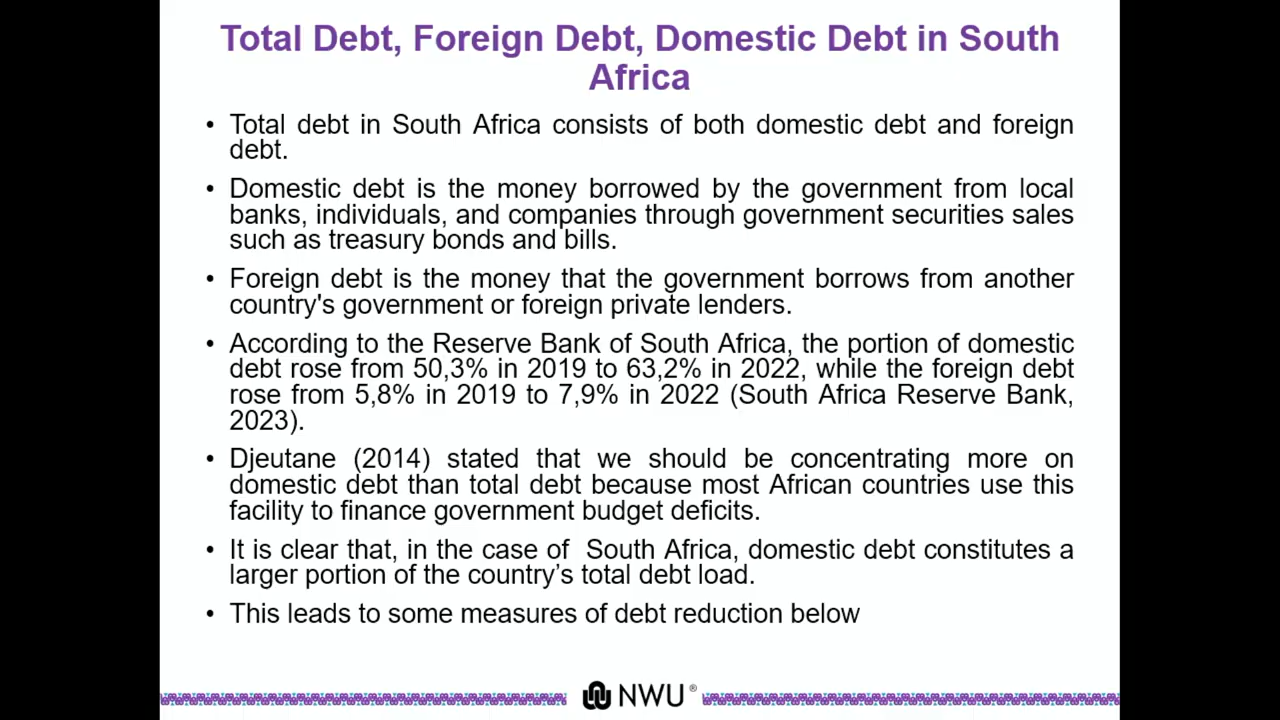 Total Debt, Foreign Debt, Domestic Debt in South
Africa
• Total debt in South Africa consists of both domestic debt and foreign
debt.
• Domestic debt is the money borrowed by the government from local
banks, individuals, and companies through government securities sales
such as treasury bonds and bills.
• Foreign debt is the money that the government borrows from another
country's government or foreign private lenders.
• According to the Reserve Bank of South Africa, the portion of domestic
debt rose from 50,3% in 2019 to 63,2% in 2022, while the foreign debt
rose from 5,8% in 2019 to 7,9% in 2022 (South Africa Reserve Bank,
2023).
• Djeutane (2014) stated that we should be concentrating more on
domestic debt than total debt because most African countries use this
facility to finance government budget deficits.
• It is clear that, in the case of  South Africa, domestic debt constitutes a
larger portion of the country’s total debt load.
• This leads to some measures of debt reduction below
NWU®